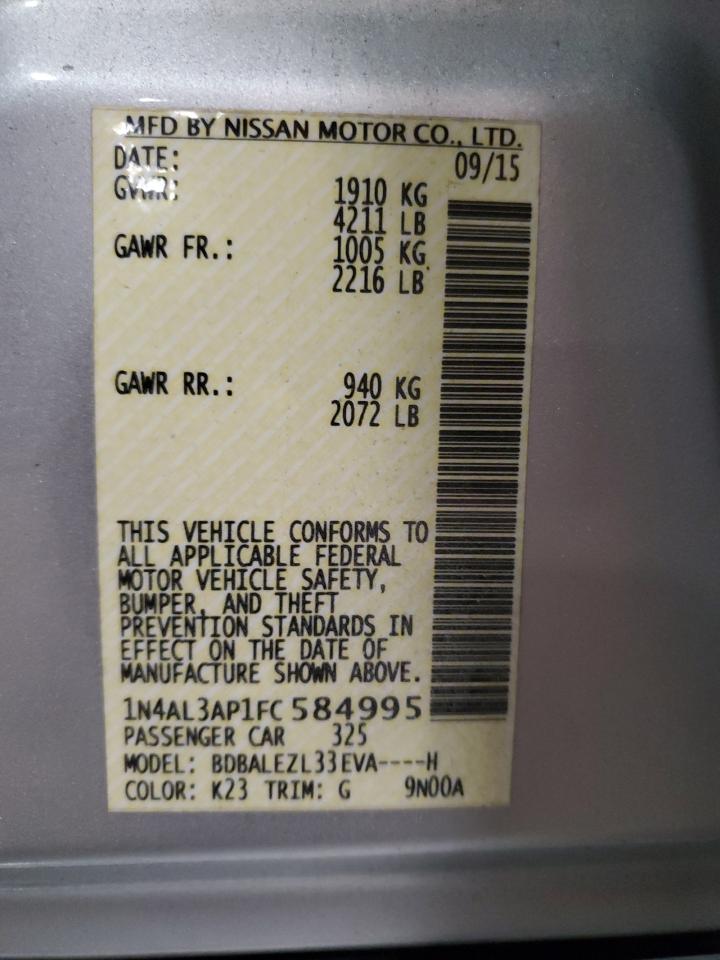 MFD BY NISSAN MOTOR CO., LTD.
DATE: 09/15
GVWR: 1910 KG
4211 LB
GAWR FR.: 1005 KG
2216 LB
GAWR RR.: 940 KG
2072 LB
THIS VEHICLE CONFORMS TO
ALL APPLICABLE FEDERAL
MOTOR VEHICLE SAFETY,
BUMPER, AND THEFT
PREVENTION STANDARDS IN
EFFECT ON THE DATE OF
MANUFACTURE SHOWN ABOVE.
1N4AL3AP1FC584995
PASSENGER CAR 325
MODEL: BDBALEZL33EVA----H
COLOR: K23 TRIM: G 9N00A